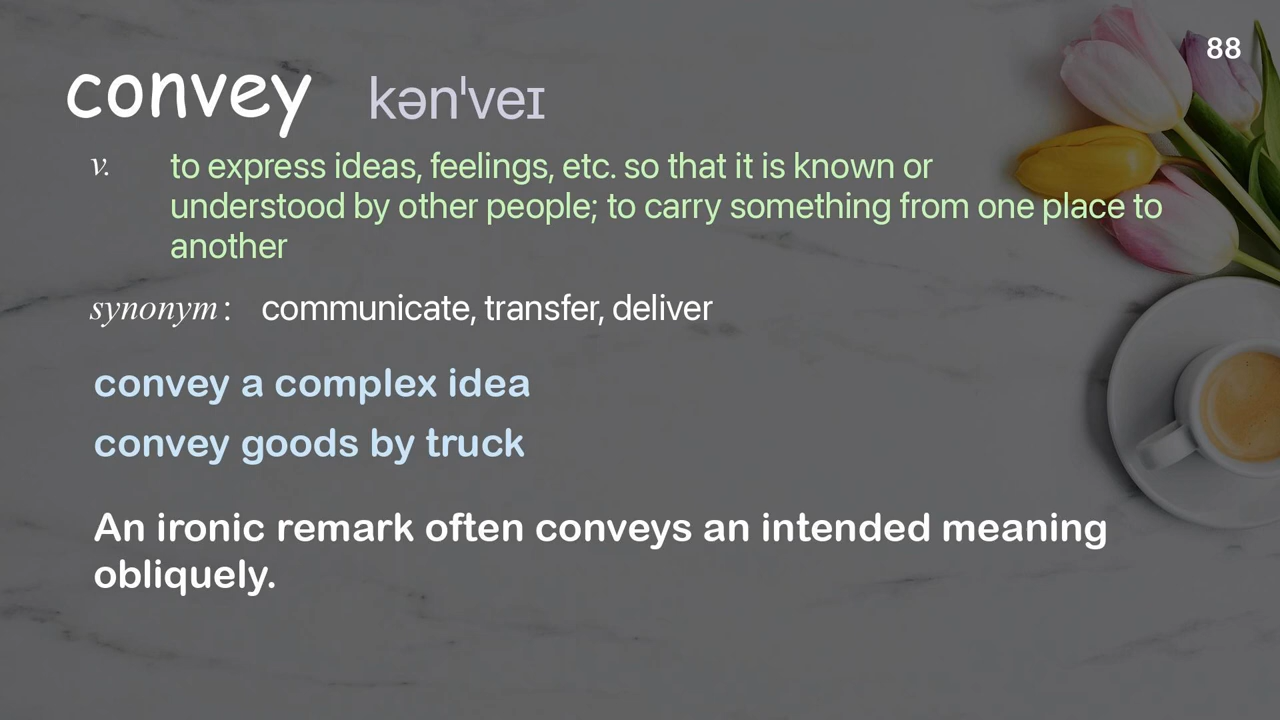 88
convey kən'veɪ
v. to express ideas, feelings, etc. so that it is known or
understood by other people; to carry something from one place to
another
synonym: communicate, transfer, deliver
convey a complex idea
convey goods by truck
An ironic remark often conveys an intended meaning
obliquely.